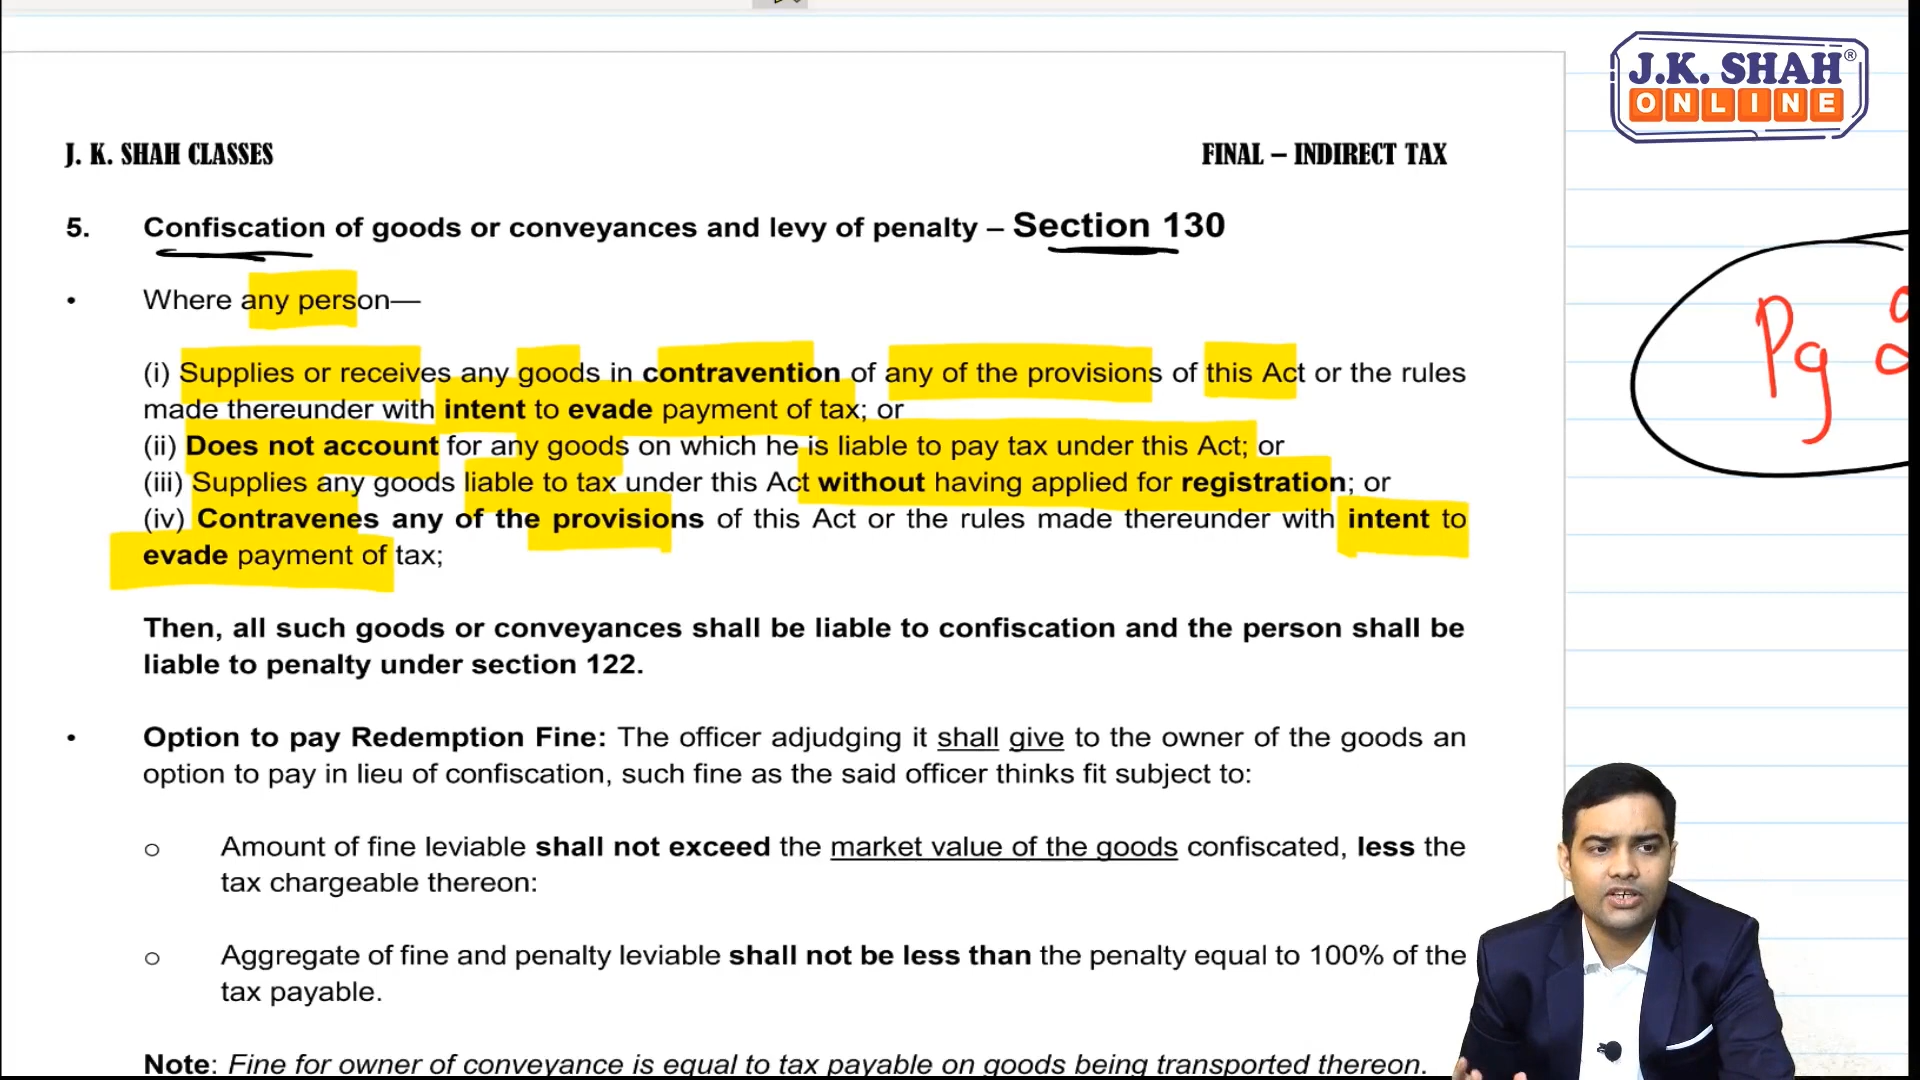 J.K. SHAH®
ONLINE
J. K. SHAH CLASSES
FINAL – INDIRECT TAX
5. Confiscation of goods or conveyances and levy of penalty – Section 130
• Where any person—
(i) Supplies or receives any goods in contravention of any of the provisions of this Act or the rules
made thereunder with intent to evade payment of tax; or
(ii) Does not account for any goods on which he is liable to pay tax under this Act; or
(iii) Supplies any goods liable to tax under this Act without having applied for registration; or
(iv) Contravenes any of the provisions of this Act or the rules made thereunder with intent to
evade payment of tax;
Then, all such goods or conveyances shall be liable to confiscation and the person shall be
liable to penalty under section 122.
• Option to pay Redemption Fine: The officer adjudging it shall give to the owner of the goods an
option to pay in lieu of confiscation, such fine as the said officer thinks fit subject to:
o Amount of fine leviable shall not exceed the market value of the goods confiscated, less the
tax chargeable thereon:
o Aggregate of fine and penalty leviable shall not be less than the penalty equal to 100% of the
tax payable.
Note: Fine for owner of conveyance is equal to tax payable on goods being transported thereon.
Pg